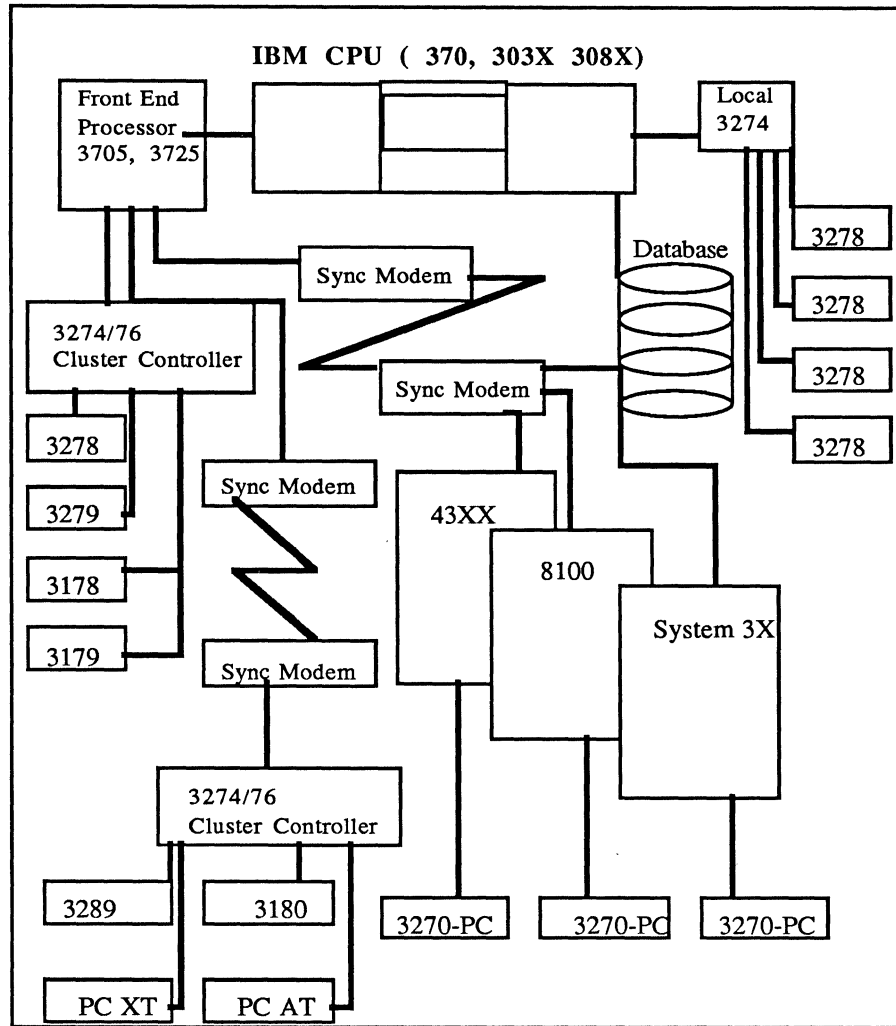 IBM CPU ( 370, 303X 308X)
Front End
Processor
3705, 3725
Local
3274
3278
3278
3278
3278
Database
Sync Modem
3274/76
Cluster Controller
Sync Modem
3278
3279
3178
3179
Sync Modem
43XX
8100
System 3X
Sync Modem
3274/76
Cluster Controller
3289
3180
3270-PC
3270-PC
3270-PC
PC XT
PC AT